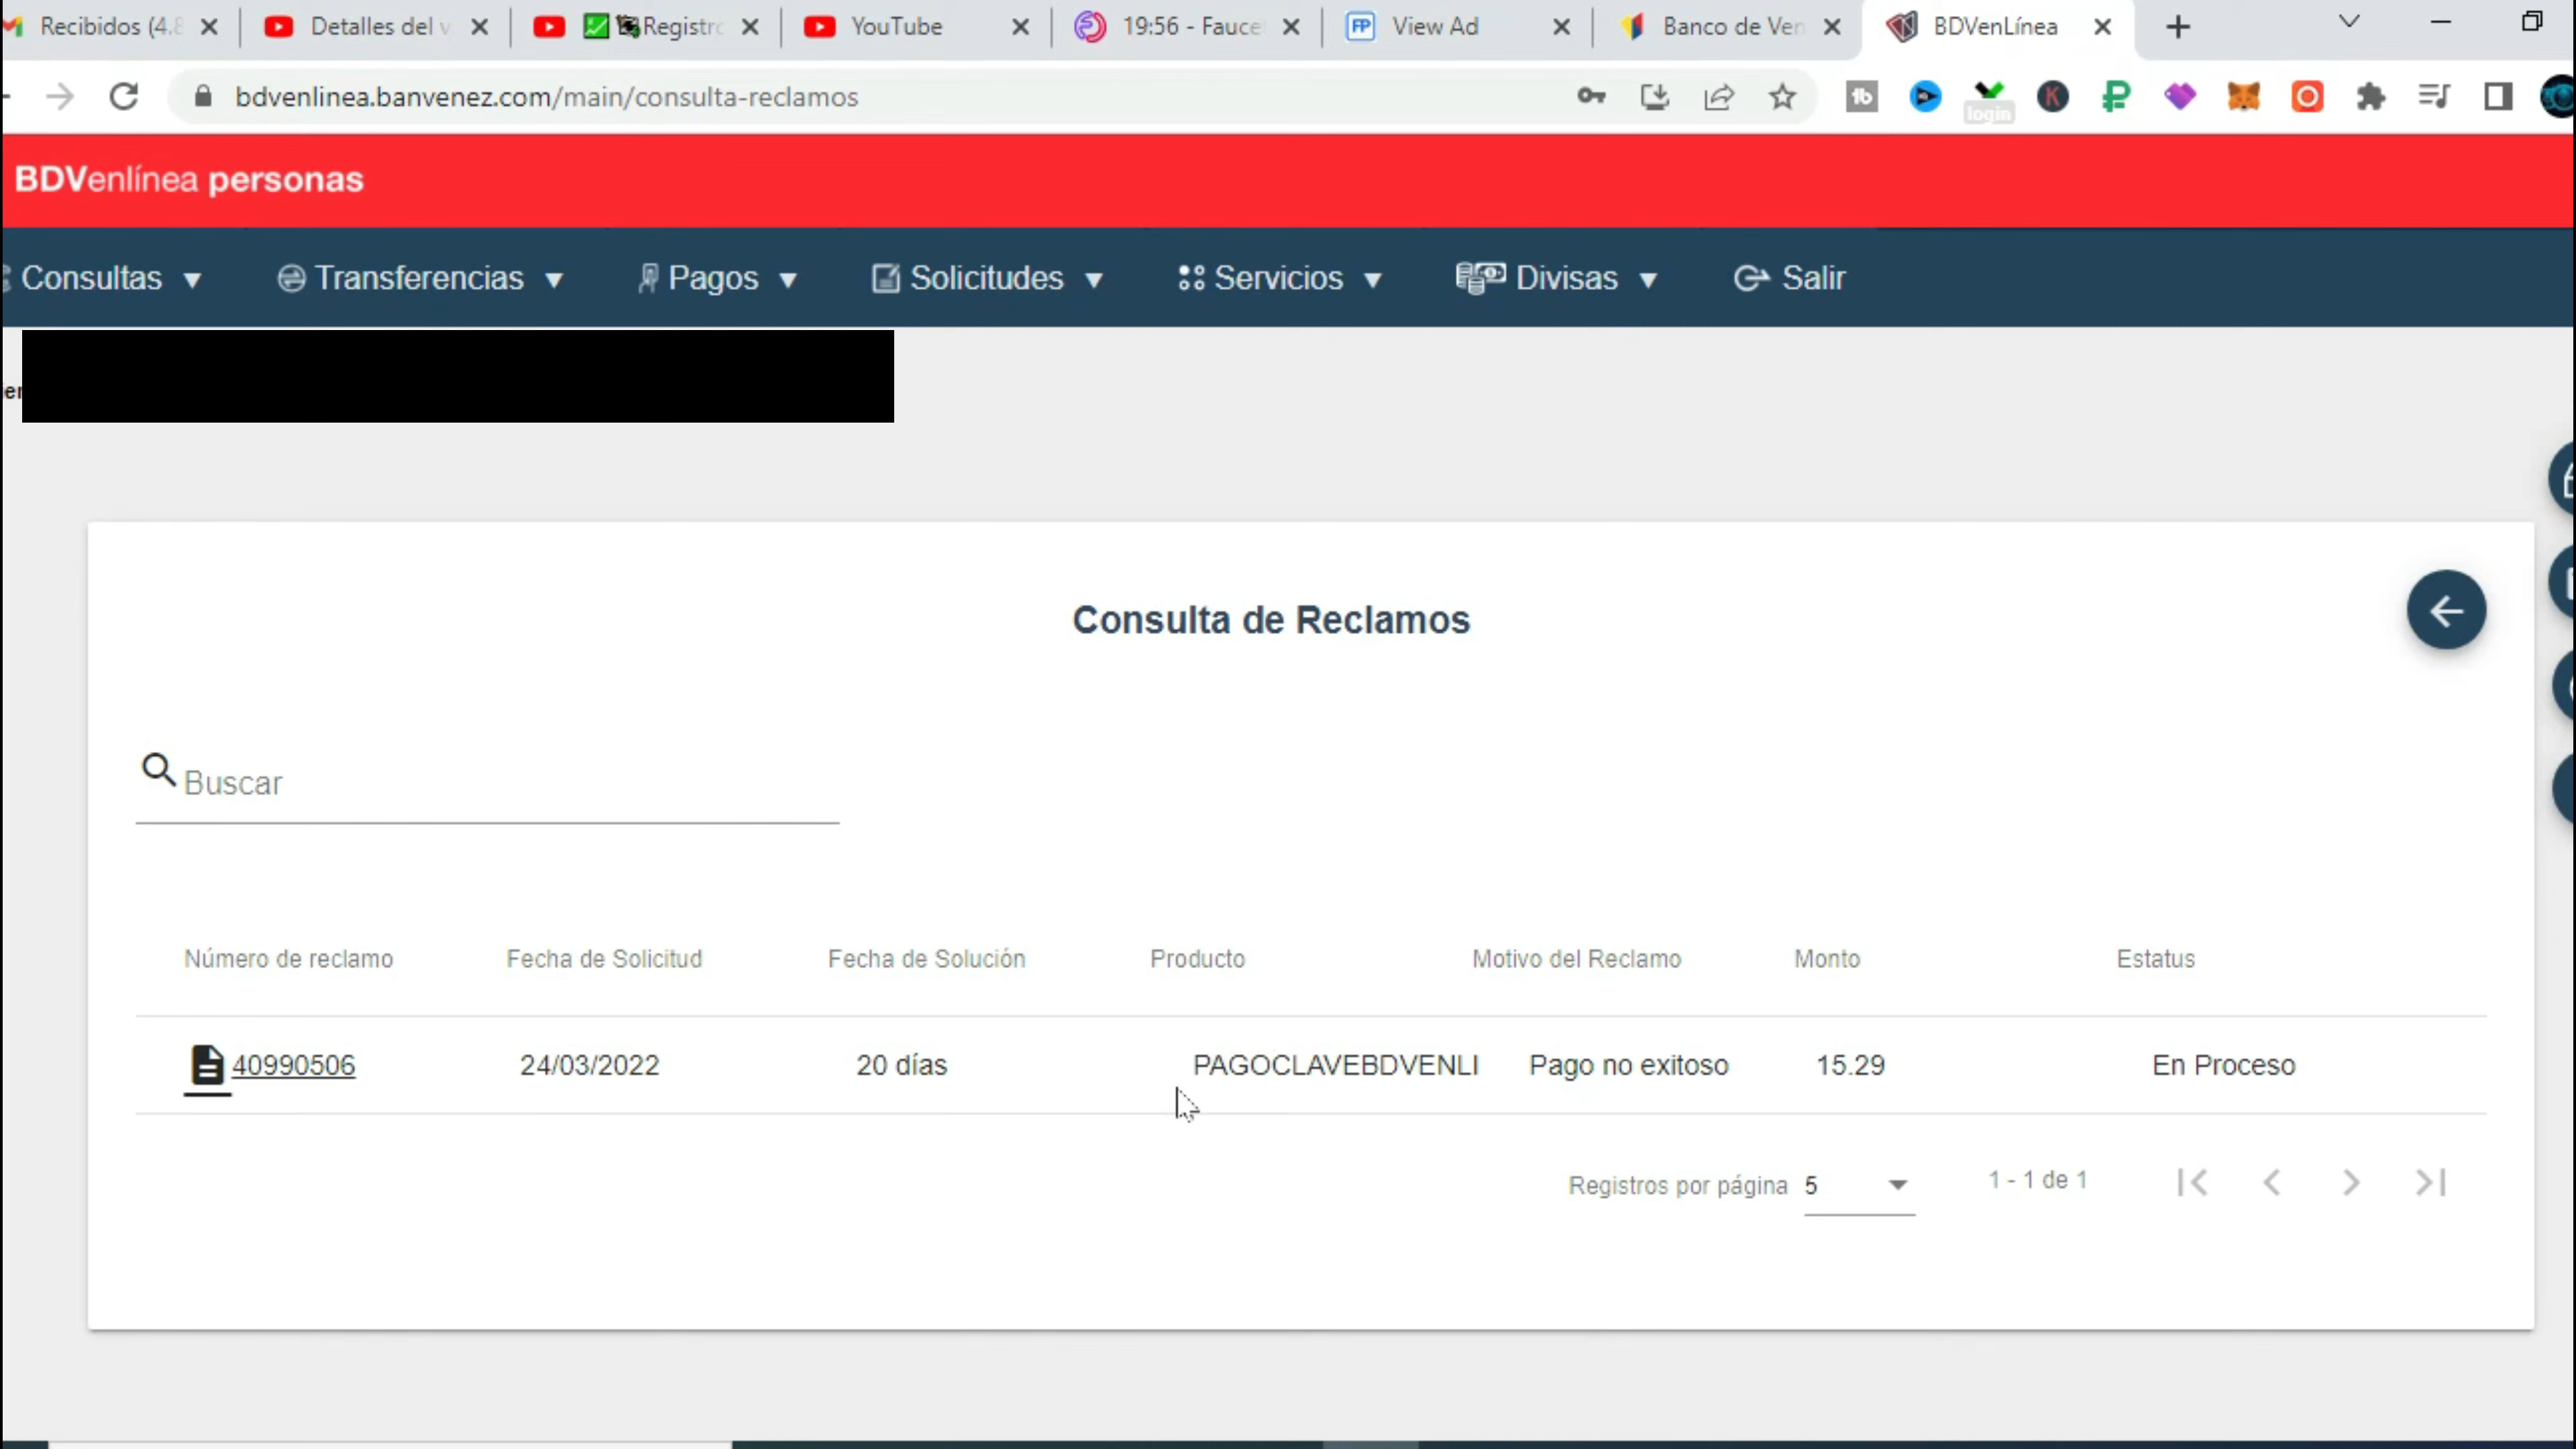 Recibidos (4.8
Detalles del v
Registro
YouTube
19:56 - Faucet
FP View Ad
Banco de Ven
BDVenLínea
bdvenlinea.banvenez.com/main/consulta-reclamos
login
BDVenlínea personas
Consultas
Transferencias
Pagos
Solicitudes
Servicios
Divisas
Salir
Consulta de Reclamos
Buscar
Número de reclamo Fecha de Solicitud Fecha de Solución Producto Motivo del Reclamo Monto Estatus
40990506 24/03/2022 20 días PAGOCLAVEBDVENLI Pago no exitoso 15.29 En Proceso
Registros por página 5 1 - 1 de 1